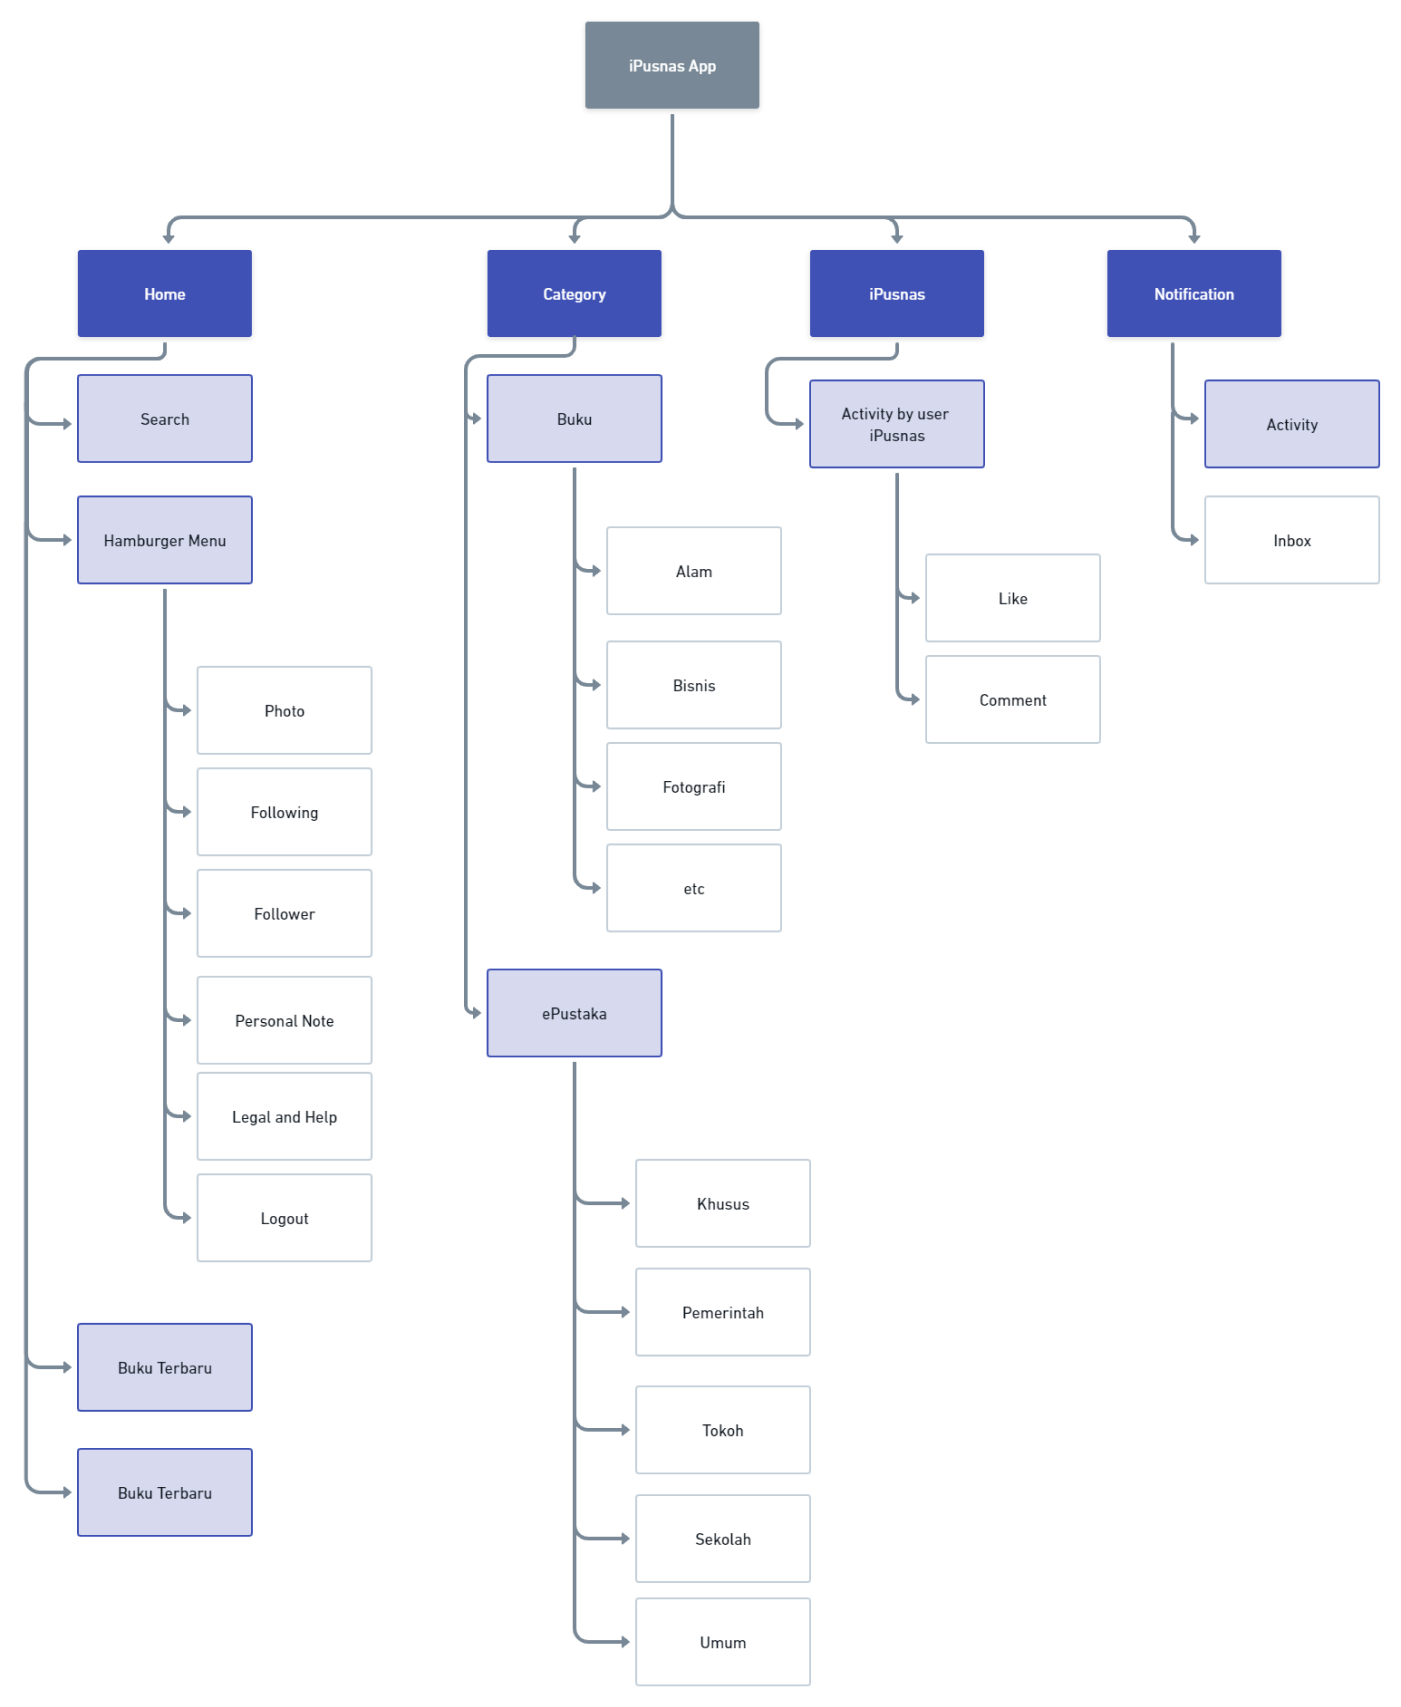 iPusnas App
Home
Category
iPusnas
Notification
Search
Hamburger Menu
Photo
Following
Follower
Personal Note
Legal and Help
Logout
Buku Terbaru
Buku Terbaru
Buku
Alam
Bisnis
Fotografi
etc
ePustaka
Khusus
Pemerintah
Tokoh
Sekolah
Umum
Activity by user
iPusnas
Like
Comment
Activity
Inbox